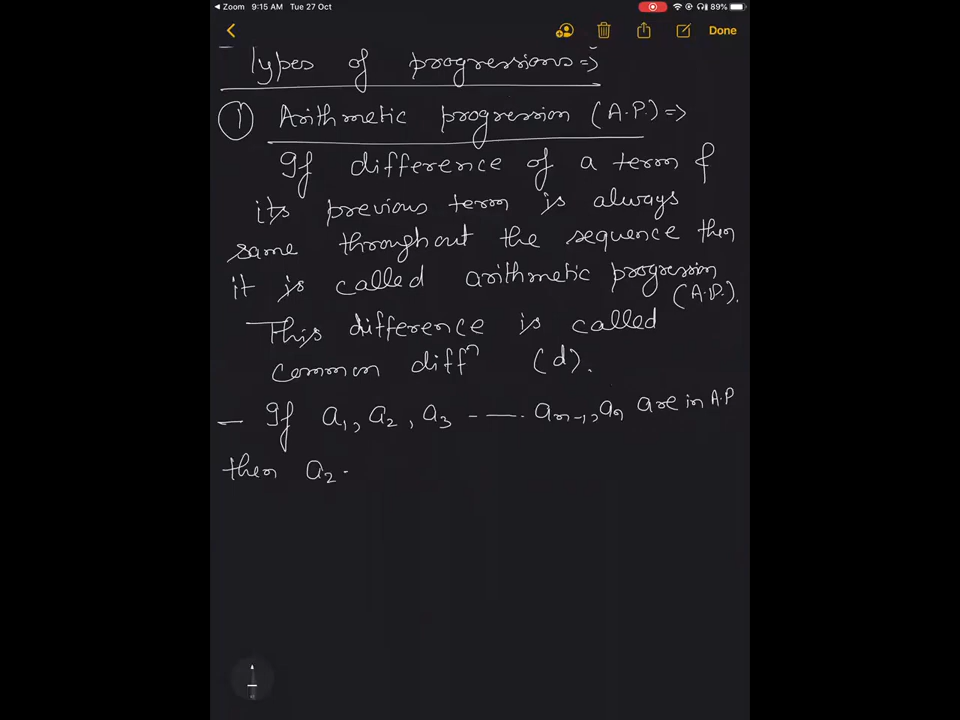 ◀ Zoom 9:15 AM Tue 27 Oct 89%
Done
Types of progressions ⇒
① Arithmetic progression (A.P.) ⇒
If difference of a term &
its previous term is always
same throughout the sequence then
it is called arithmetic progression
(A.P.).
This difference is called
common diffⁿ (d).
— If a₁, a₂, a₃ ------ aₙ₋₁, aₙ are in A.P
then a₂ -